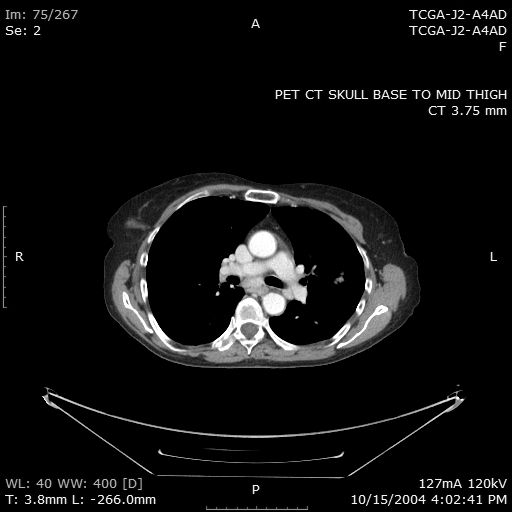 Im: 75/267
Se: 2
A
TCGA-J2-A4AD
TCGA-J2-A4AD
F
PET CT SKULL BASE TO MID THIGH
CT 3.75 mm
R
L
WL: 40 WW: 400 [D]
T: 3.8mm L: -266.0mm
P
127mA 120kV
10/15/2004 4:02:41 PM